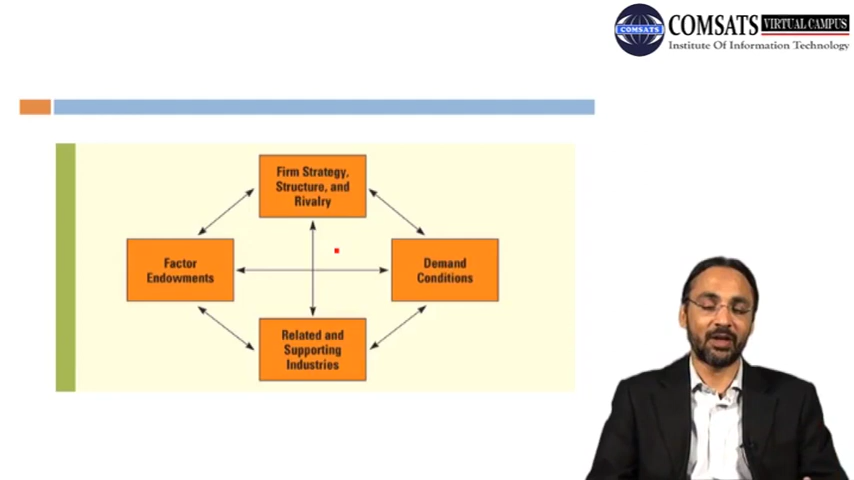 COMSATS VIRTUAL CAMPUS
COMSATS
Institute Of Information Technology
Firm Strategy,
Structure, and
Rivalry
Factor
Endowments
Demand
Conditions
Related and
Supporting
Industries